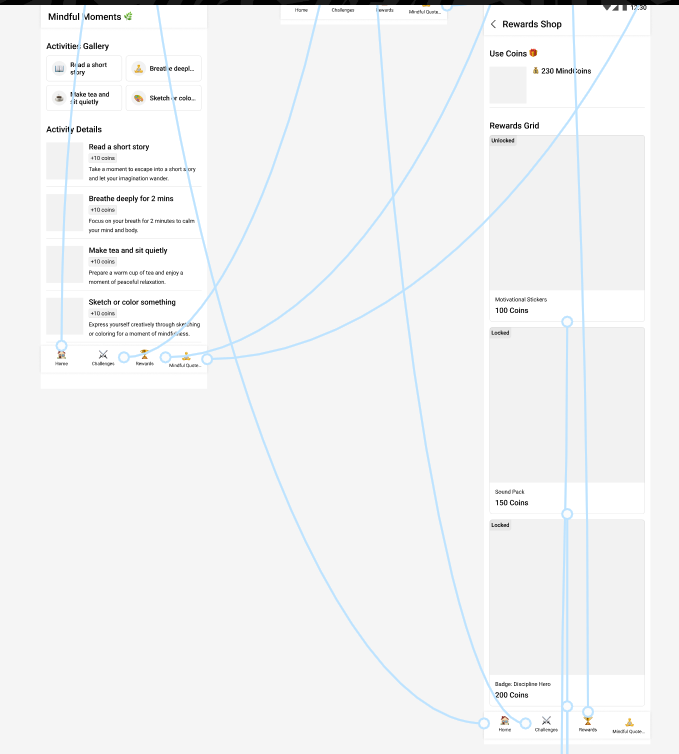 Mindful Moments 🌿
Activities Gallery
📖 Read a short story
🧘 Breathe deepl...
☕ Make tea and sit quietly
🎨 Sketch or colo...
Activity Details
Read a short story
+10 coins
Take a moment to escape into a short story
and let your imagination wander.
Breathe deeply for 2 mins
+10 coins
Focus on your breath for 2 minutes to calm
your mind and body.
Make tea and sit quietly
+10 coins
Prepare a warm cup of tea and enjoy a
moment of peaceful relaxation.
Sketch or color something
+10 coins
Express yourself creatively through sketching
or coloring for a moment of mindfulness.
Home Challenges Rewards Mindful Quote...
Home Challenges Rewards Mindful Quote...
12:30
Rewards Shop
Use Coins 🎁
💰 230 MindCoins
Rewards Grid
Unlocked
Motivational Stickers
100 Coins
Locked
Sound Pack
150 Coins
Locked
Badge: Discipline Hero
200 Coins
Home Challenges Rewards Mindful Quote...